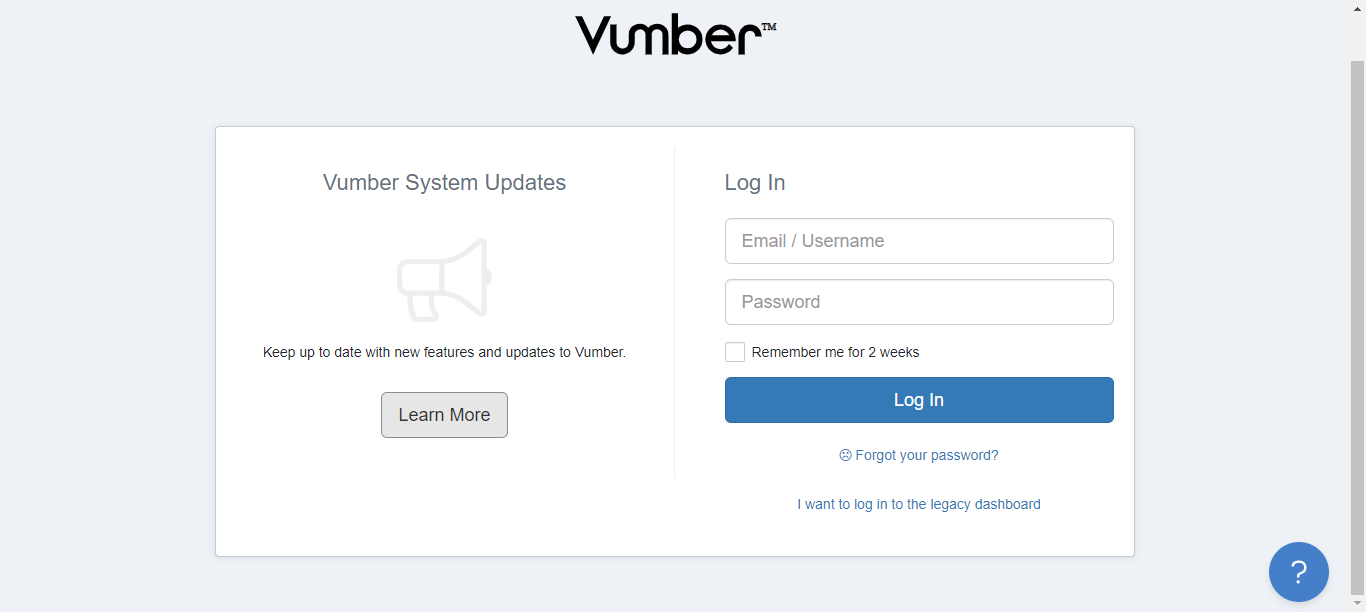 Vumber™
Vumber System Updates
Keep up to date with new features and updates to Vumber.
Learn More
Log In
Email / Username
Password
Remember me for 2 weeks
Log In
Forgot your password?
I want to log in to the legacy dashboard
?